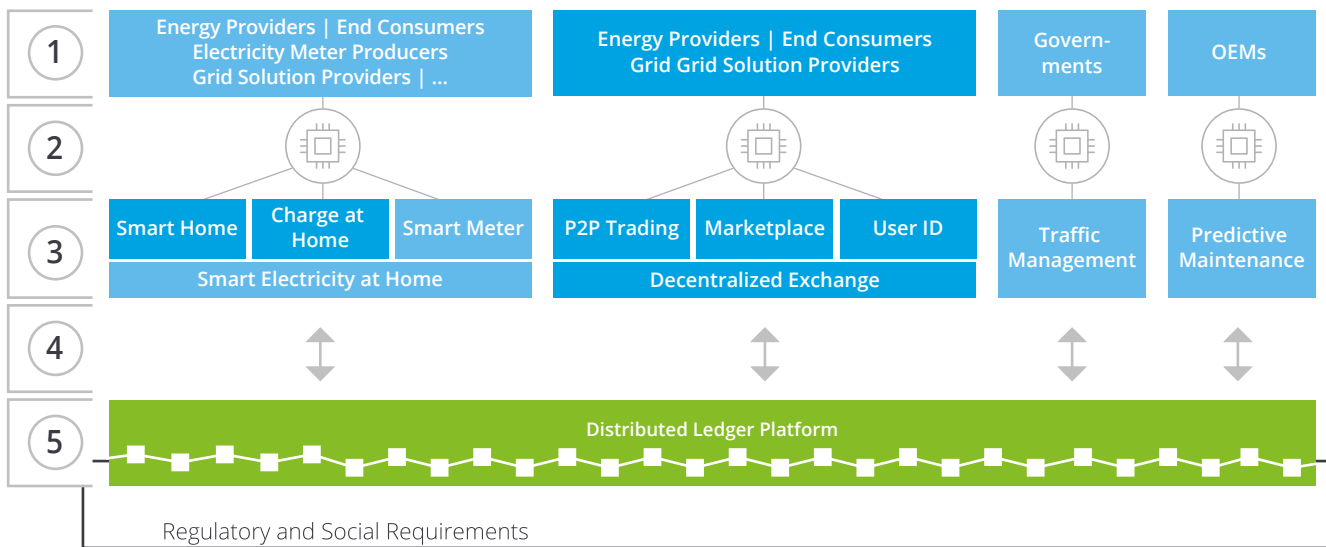 1
Energy Providers | End Consumers
Electricity Meter Producers
Grid Solution Providers | ...
Energy Providers | End Consumers
Grid Grid Solution Providers
Govern-
ments
OEMs
2
3
Smart Home
Charge at
Home
Smart Meter
Smart Electricity at Home
P2P Trading
Marketplace
User ID
Decentralized Exchange
Traffic
Management
Predictive
Maintenance
4
5
Distributed Ledger Platform
Regulatory and Social Requirements